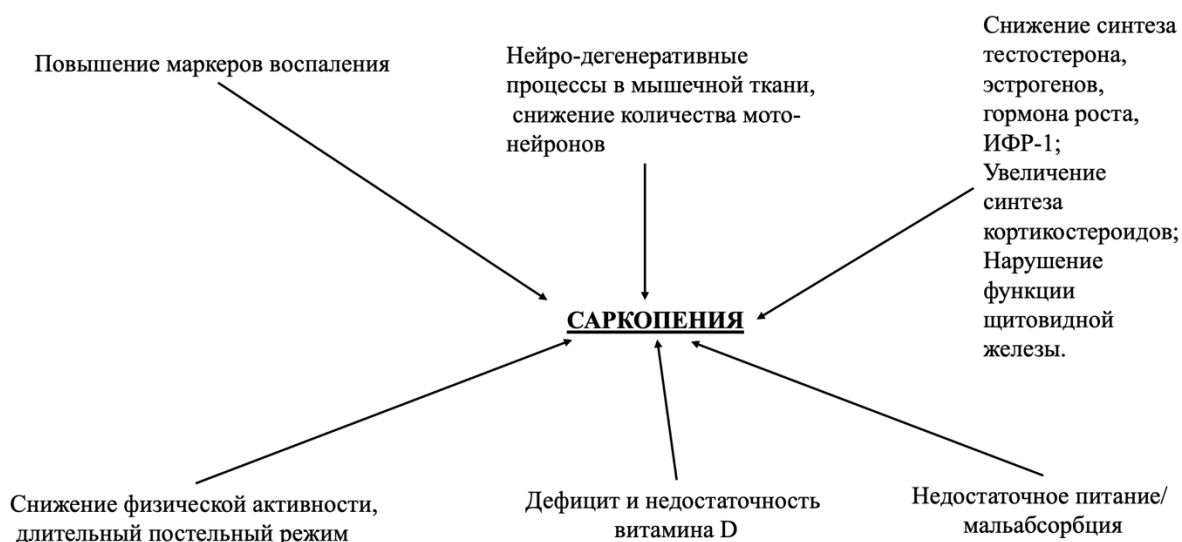 Повышение маркеров воспаления
Нейро-дегенеративные
процессы в мышечной ткани,
снижение количества мото-
нейронов
Снижение синтеза
тестостерона,
эстрогенов,
гормона роста,
ИФР-1;
Увеличение
синтеза
кортикостероидов;
Нарушение
функции
щитовидной
железы.
САРКОПЕНИЯ
Снижение физической активности,
длительный постельный режим
Дефицит и недостаточность
витамина D
Недостаточное питание/
мальабсорбция